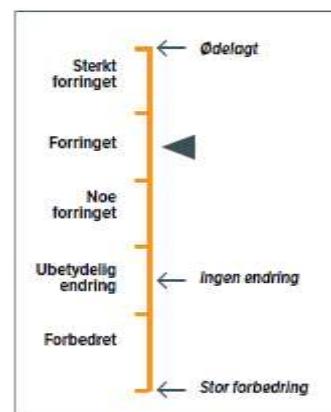 Ødelagt
Sterkt
forringet
Forringet
Noe
forringet
Ubetydelig
endring
Ingen endring
Forbedret
Stor forbedring